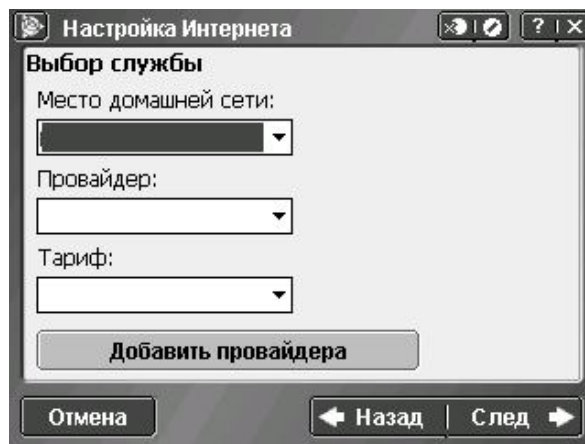 Настройка Интернета ? X
Выбор службы
Место домашней сети:
Провайдер:
Тариф:
Добавить провайдера
Отмена Назад | След